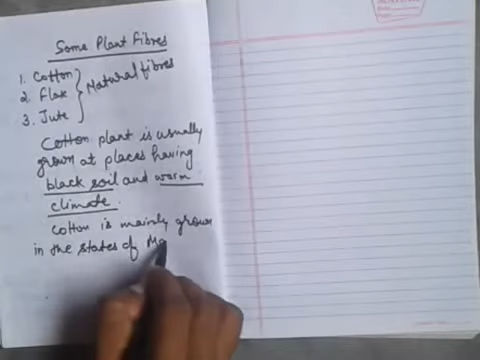 Some Plant Fibres
1. Cotton
2. Flax
3. Jute
Natural fibres
Cotton plant is usually
grown at places having
black soil and warm
climate.
Cotton is mainly grown
in the states of Ma